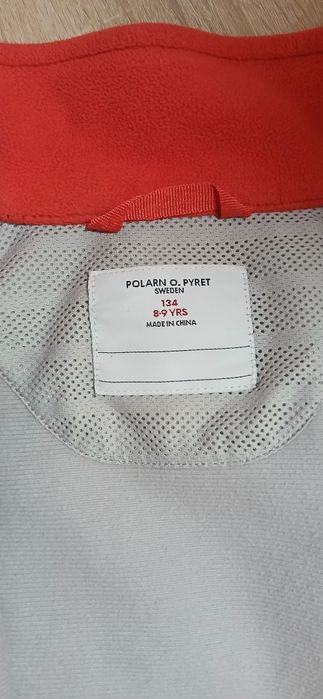 POLARN O. PYRET
SWEDEN
134
8-9 YRS
MADE IN CHINA